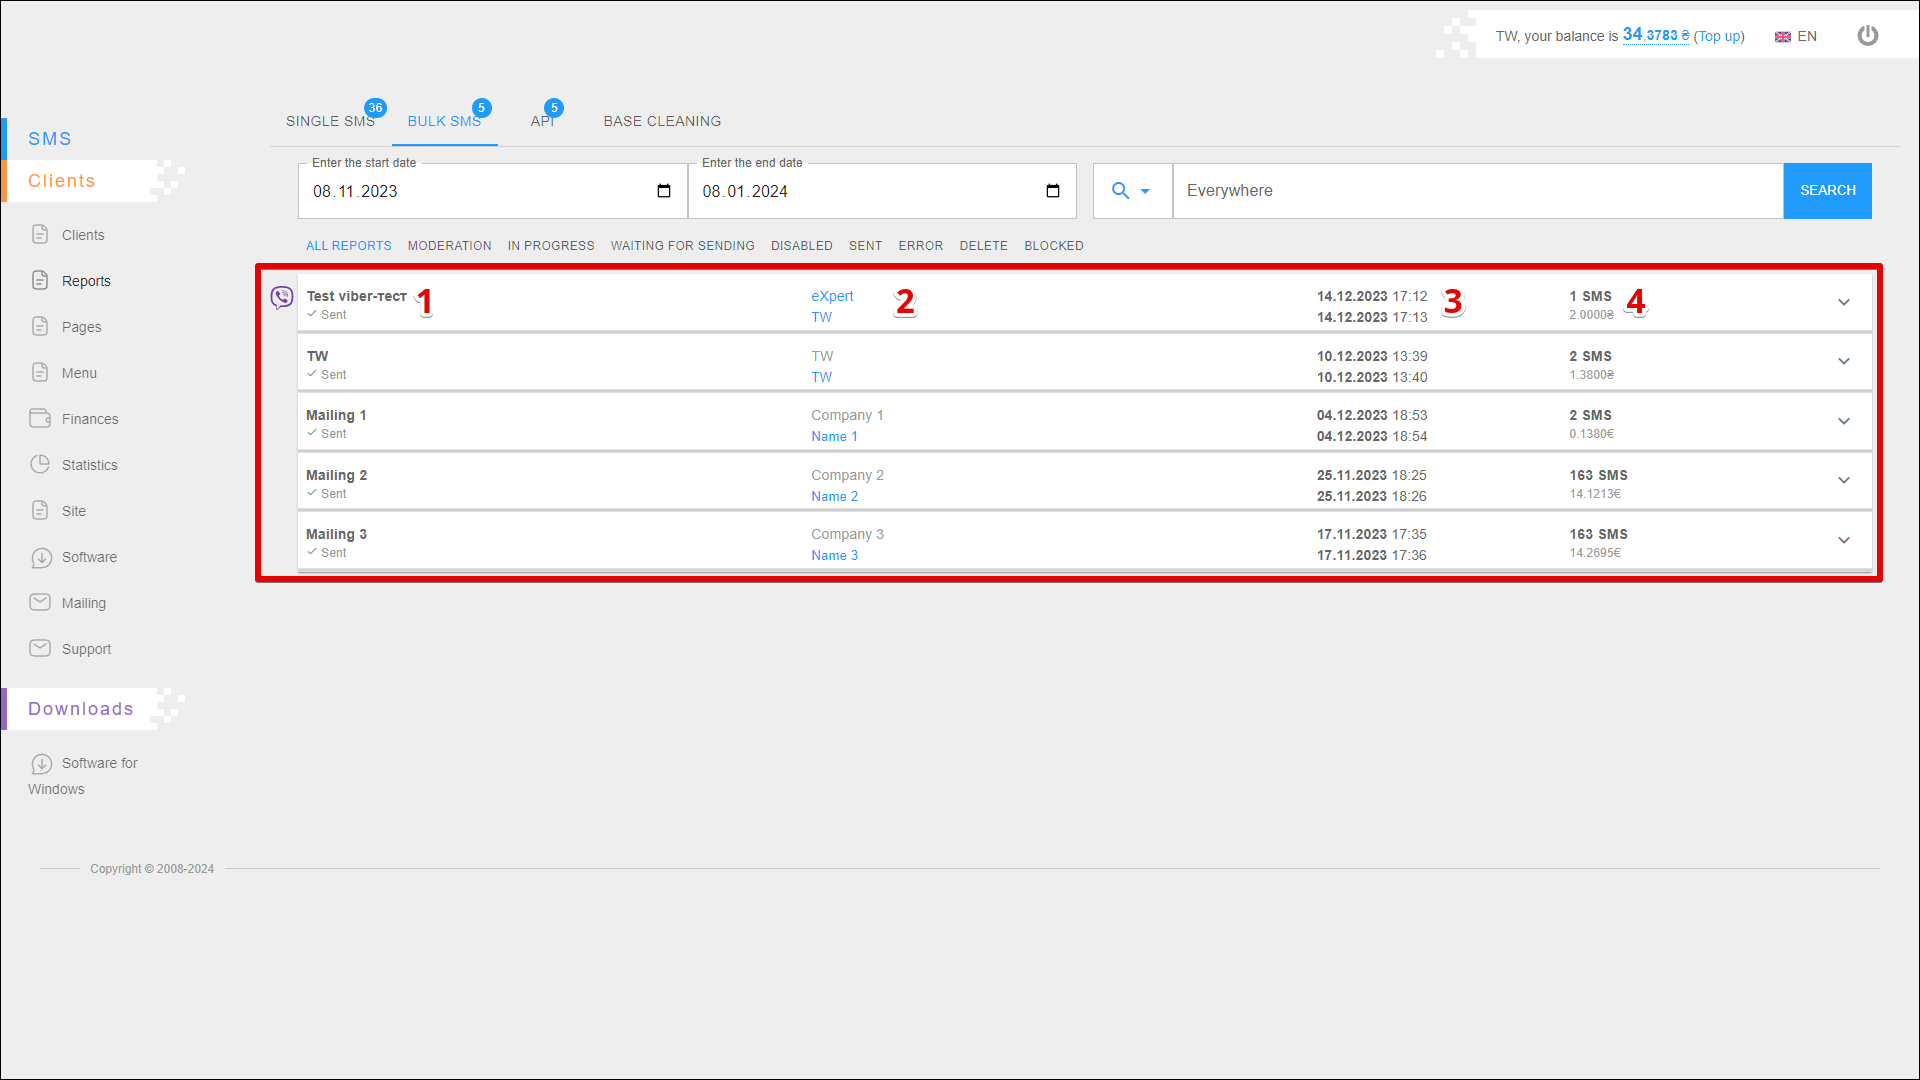 TW, your balance is 34,3783 ₴ (Top up) EN
SMS
Clients
Clients
Reports
Pages
Menu
Finances
Statistics
Site
Software
Mailing
Support
Downloads
Software for
Windows
SINGLE SMS 36 BULK SMS 5 API 5 BASE CLEANING
Enter the start date Enter the end date
08.11.2023 08.01.2024 Everywhere SEARCH
ALL REPORTS MODERATION IN PROGRESS WAITING FOR SENDING DISABLED SENT ERROR DELETE BLOCKED
Test viber-тест 1 eXpert 2 14.12.2023 17:12 3 1 SMS 4
Sent TW 14.12.2023 17:13 2.0000₴
TW TW 10.12.2023 13:39 2 SMS
Sent TW 10.12.2023 13:40 1.3800₴
Mailing 1 Company 1 04.12.2023 18:53 2 SMS
Sent Name 1 04.12.2023 18:54 0.1380€
Mailing 2 Company 2 25.11.2023 18:25 163 SMS
Sent Name 2 25.11.2023 18:26 14.1213€
Mailing 3 Company 3 17.11.2023 17:35 163 SMS
Sent Name 3 17.11.2023 17:36 14.2695€
Copyright © 2008-2024